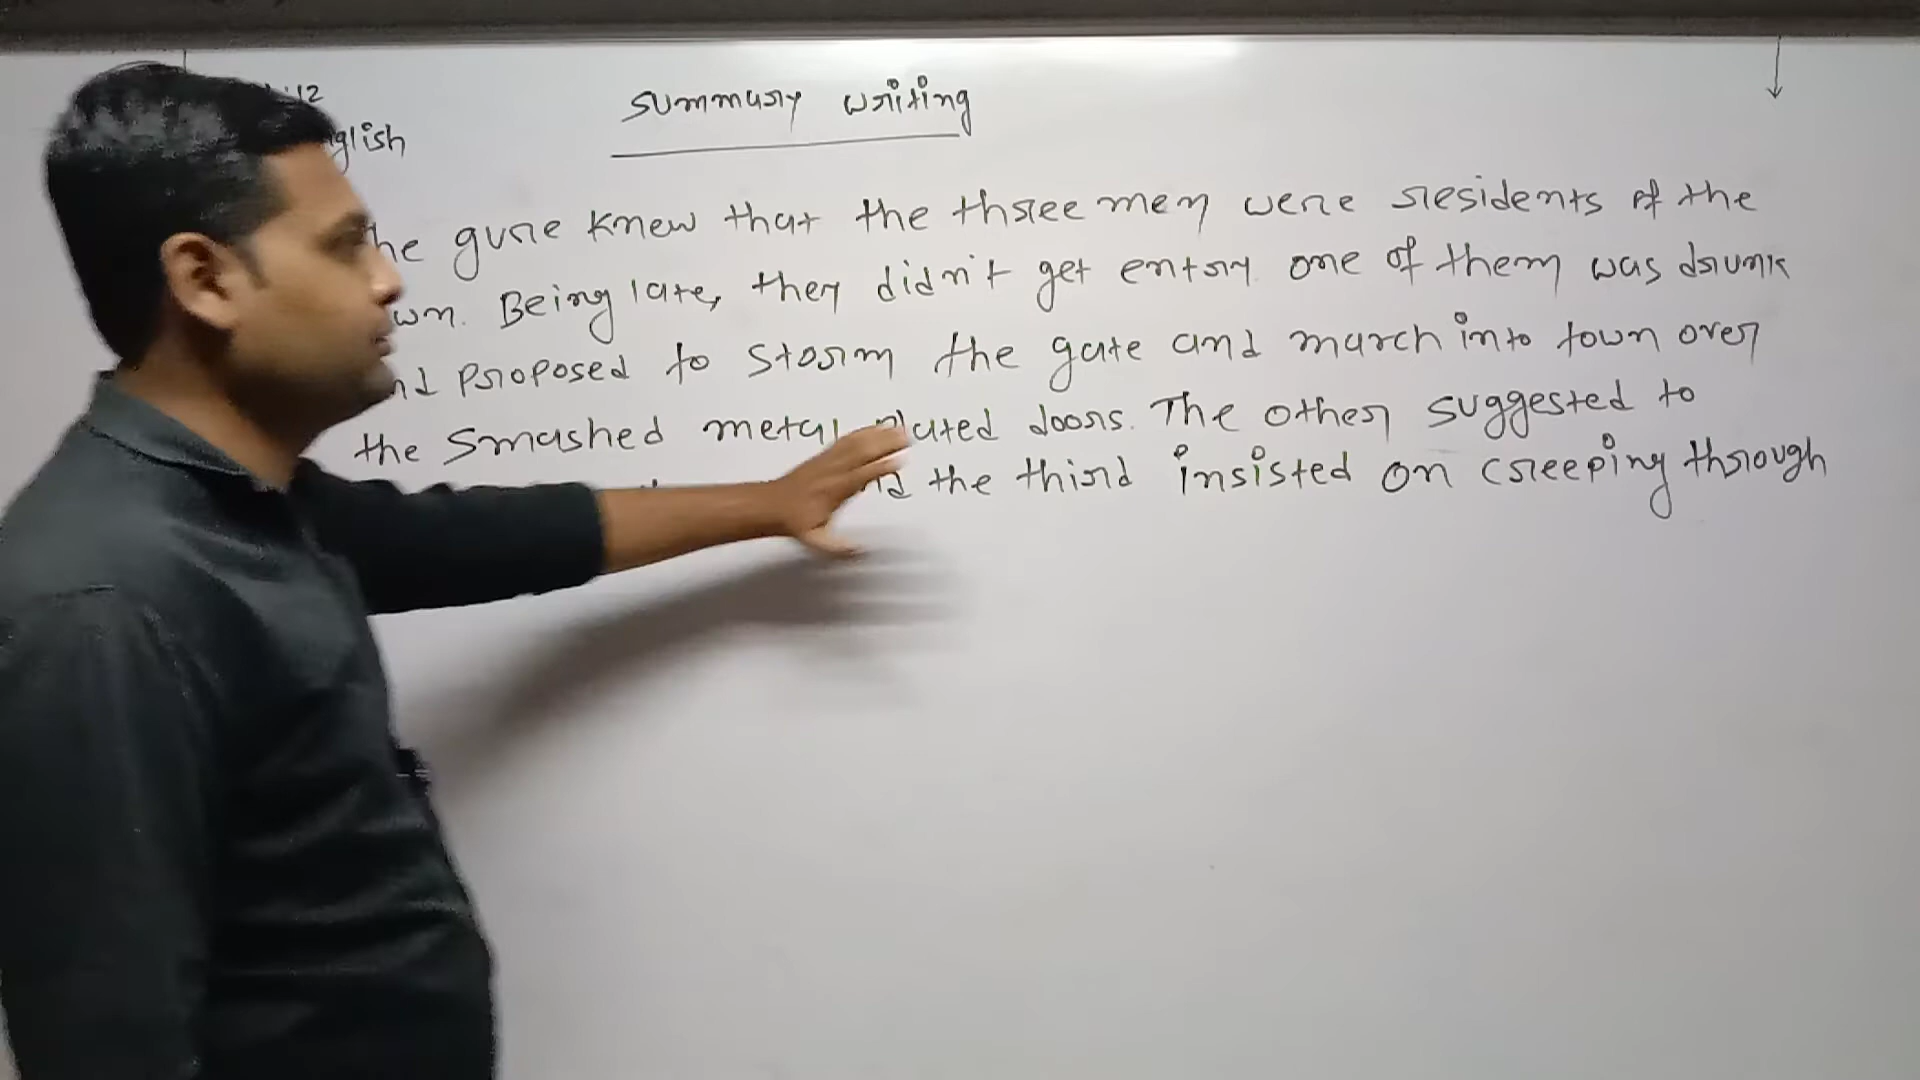 12
Summary writing
glish
he gure knew that the three men were residents of the
wn. Being late, they didn't get entry. one of them was drunk
nd proposed to storm the gate and march into town over
the smashed metal plated doors. The other suggested to
the third insisted on creeping through